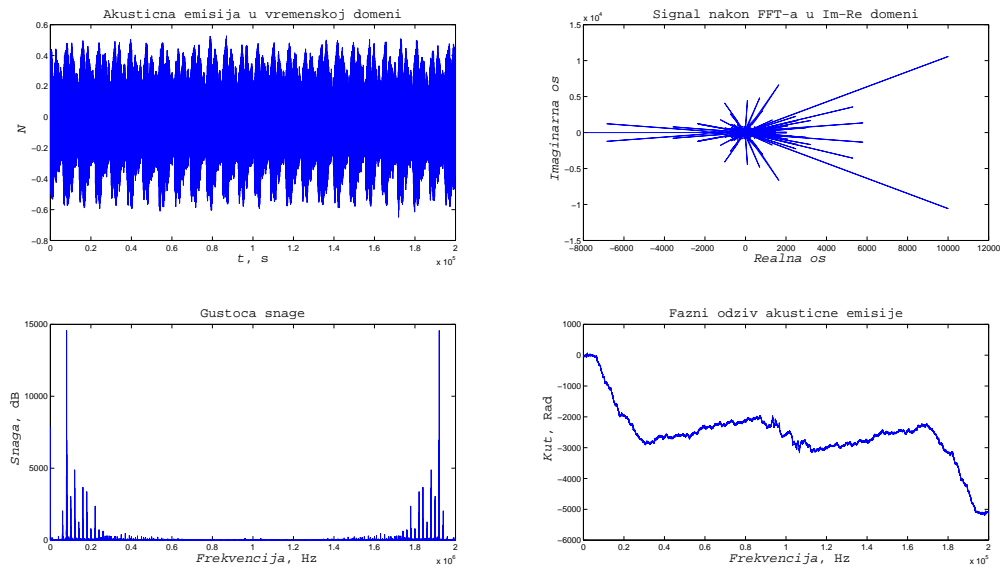 Akusticna emisija u vremenskoj domeni
0.6
0.4
0.2
0
-0.2
-0.4
-0.6
-0.8
N
0 0.2 0.4 0.6 0.8 1 1.2 1.4 1.6 1.8 2
x 10^5
t, s
Signal nakon FFT-a u Im-Re domeni
x 10^4
1.5
1
0.5
0
-0.5
-1
-1.5
Imaginarna os
-8000 -6000 -4000 -2000 0 2000 4000 6000 8000 10000 12000
Realna os
Gustoca snage
15000
10000
5000
0
Snaga, dB
0 0.2 0.4 0.6 0.8 1 1.2 1.4 1.6 1.8 2
x 10^6
Frekvencija, Hz
Fazni odziv akusticne emisije
1000
0
-1000
-2000
-3000
-4000
-5000
-6000
Kut, Rad
0 0.2 0.4 0.6 0.8 1 1.2 1.4 1.6 1.8 2
x 10^5
Frekvencija, Hz